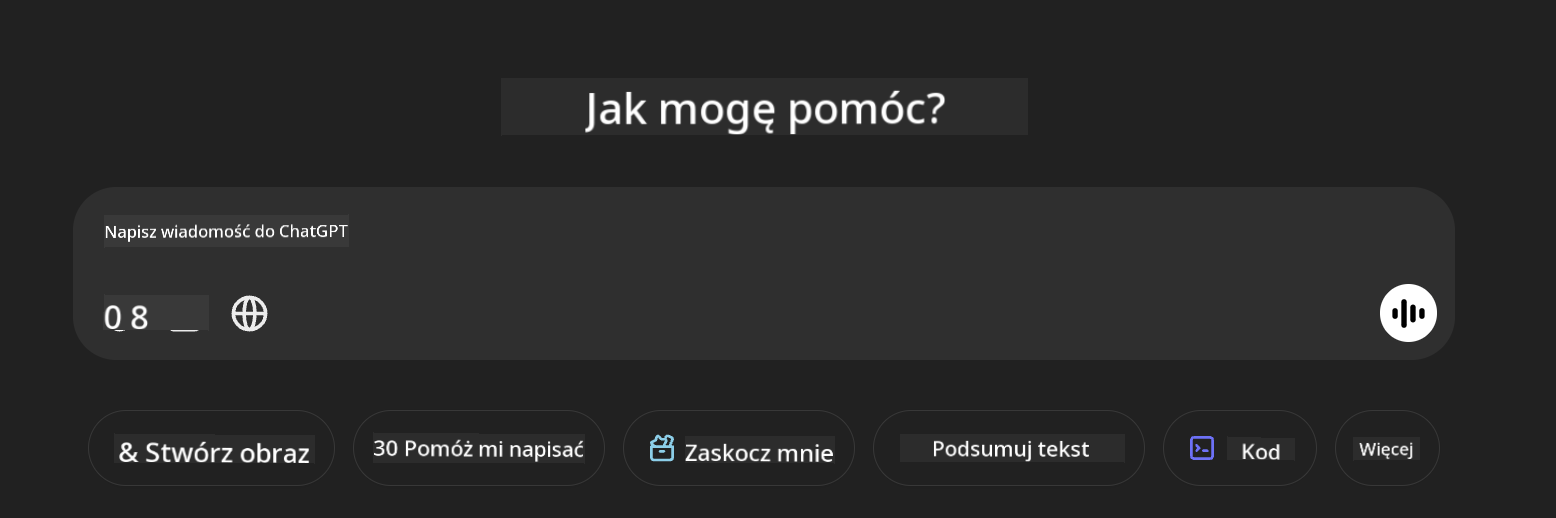 Jak mogę pomóc?
Napisz wiadomość do ChatGPT
0 8
& Stwórz obraz
30 Pomóż mi napisać
Zaskocz mnie
Podsumuj tekst
Kod
Więcej